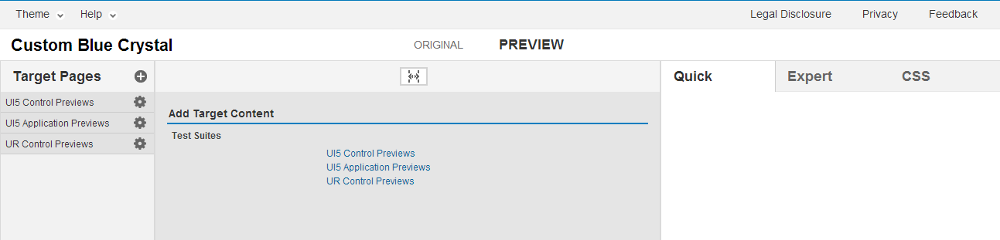 Theme Help Legal Disclosure Privacy Feedback
Custom Blue Crystal ORIGINAL PREVIEW
Target Pages Quick Expert CSS
UI5 Control Previews
UI5 Application Previews
UR Control Previews
Add Target Content
Test Suites
UI5 Control Previews
UI5 Application Previews
UR Control Previews